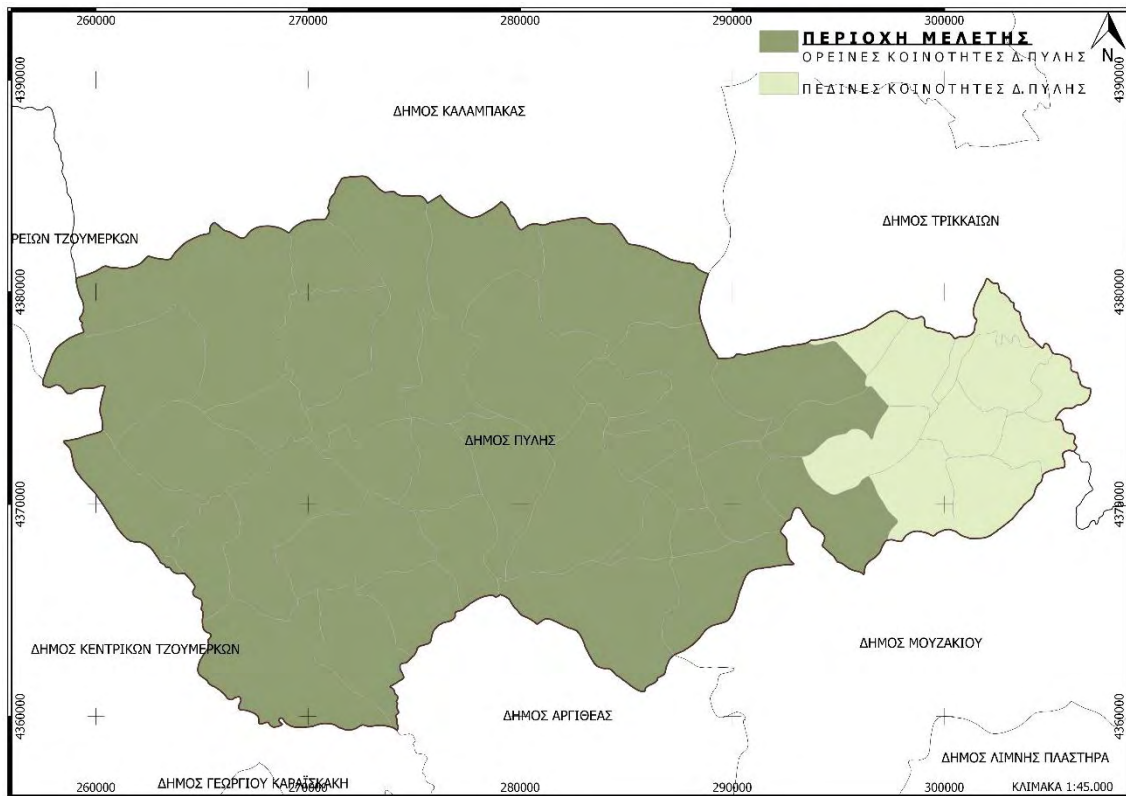 260000 270000 280000 290000 300000
ΠΕΡΙΟΧΗ ΜΕΛΕΤΗΣ
ΟΡΕΙΝΕΣ ΚΟΙΝΟΤΗΤΕΣ Δ.ΠΥΛΗΣ
N
ΠΕΔΙΝΕΣ ΚΟΙΝΟΤΗΤΕΣ Δ.ΠΥΛΗΣ
4390000 4390000
ΔΗΜΟΣ ΚΑΛΑΜΠΑΚΑΣ
ΔΗΜΟΣ ΤΡΙΚΚΑΙΩΝ
ΡΕΙΩΝ ΤΖΟΥΜΕΡΚΩΝ
4380000 4380000
ΔΗΜΟΣ ΠΥΛΗΣ
4370000 4370000
ΔΗΜΟΣ ΚΕΝΤΡΙΚΩΝ ΤΖΟΥΜΕΡΚΩΝ
ΔΗΜΟΣ ΜΟΥΖΑΚΙΟΥ
4360000 4360000
ΔΗΜΟΣ ΑΡΓΙΘΕΑΣ
ΔΗΜΟΣ ΛΙΜΝΗΣ ΠΛΑΣΤΗΡΑ
ΔΗΜΟΣ ΓΕΩΡΓΙΟΥ ΚΑΡΑΪΣΚΑΚΗ
260000 270000 280000 290000 300000
ΚΛΙΜΑΚΑ 1:45.000